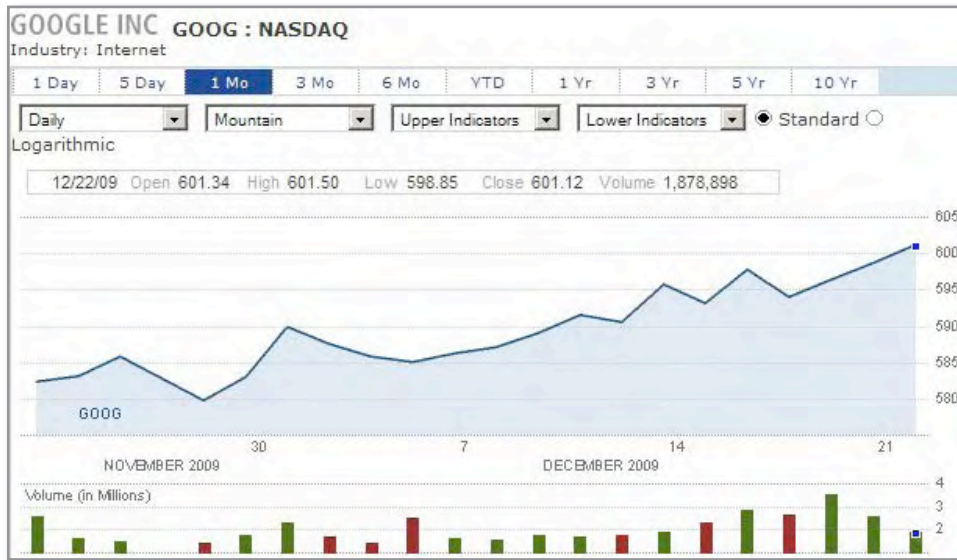 GOOGLE INC GOOG : NASDAQ
Industry: Internet
1 Day 5 Day 1 Mo 3 Mo 6 Mo YTD 1 Yr 3 Yr 5 Yr 10 Yr
Daily Mountain Upper Indicators Lower Indicators Standard
Logarithmic
12/22/09 Open 601.34 High 601.50 Low 598.85 Close 601.12 Volume 1,878,898
605
600
595
590
585
580
GOOG
30 7 14 21
NOVEMBER 2009 DECEMBER 2009
Volume (in Millions)
4
3
2